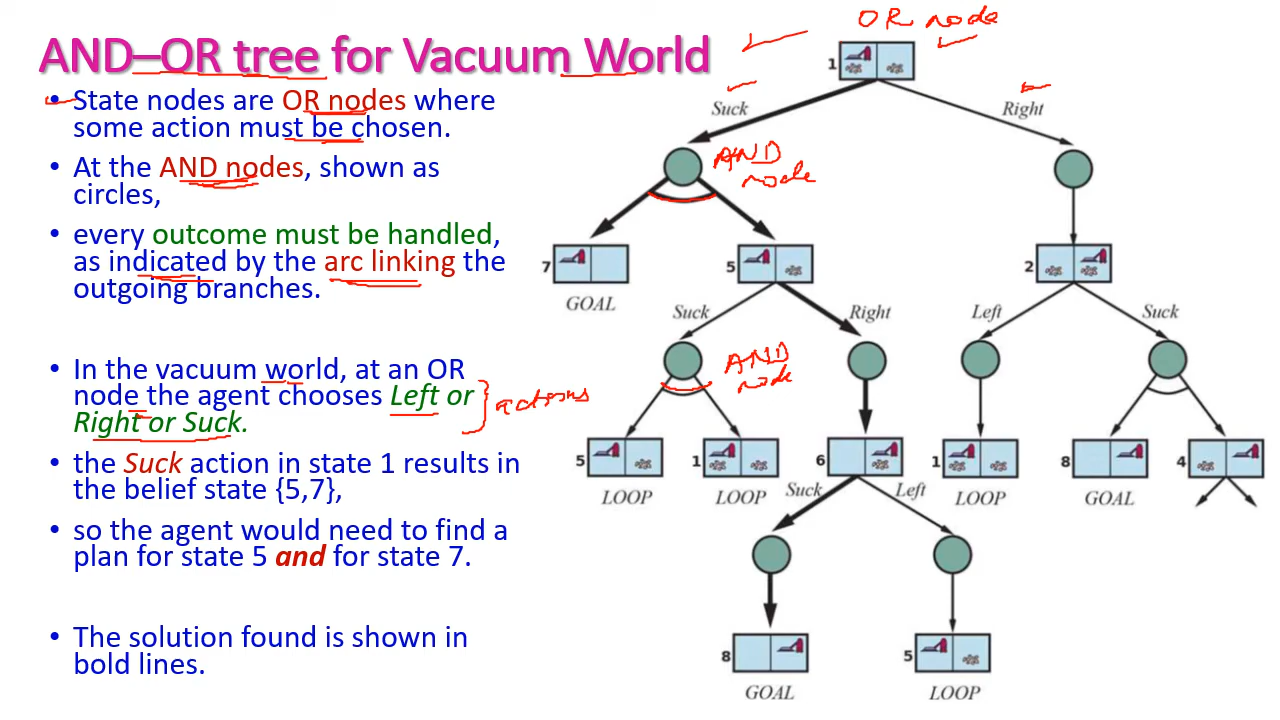 AND–OR tree for Vacuum World
• State nodes are OR nodes where
some action must be chosen.
• At the AND nodes, shown as
circles,
• every outcome must be handled,
as indicated by the arc linking the
outgoing branches.
• In the vacuum world, at an OR
node the agent chooses Left or
Right or Suck.
actions
• the Suck action in state 1 results in
the belief state {5,7},
• so the agent would need to find a
plan for state 5 and for state 7.
• The solution found is shown in
bold lines.
OR node
1
Suck
Right
AND
node
7
5
2
GOAL
Suck
Right
Left
Suck
AND
node
5
1
6
1
8
4
LOOP
LOOP
Suck
Left
LOOP
GOAL
8
5
GOAL
LOOP